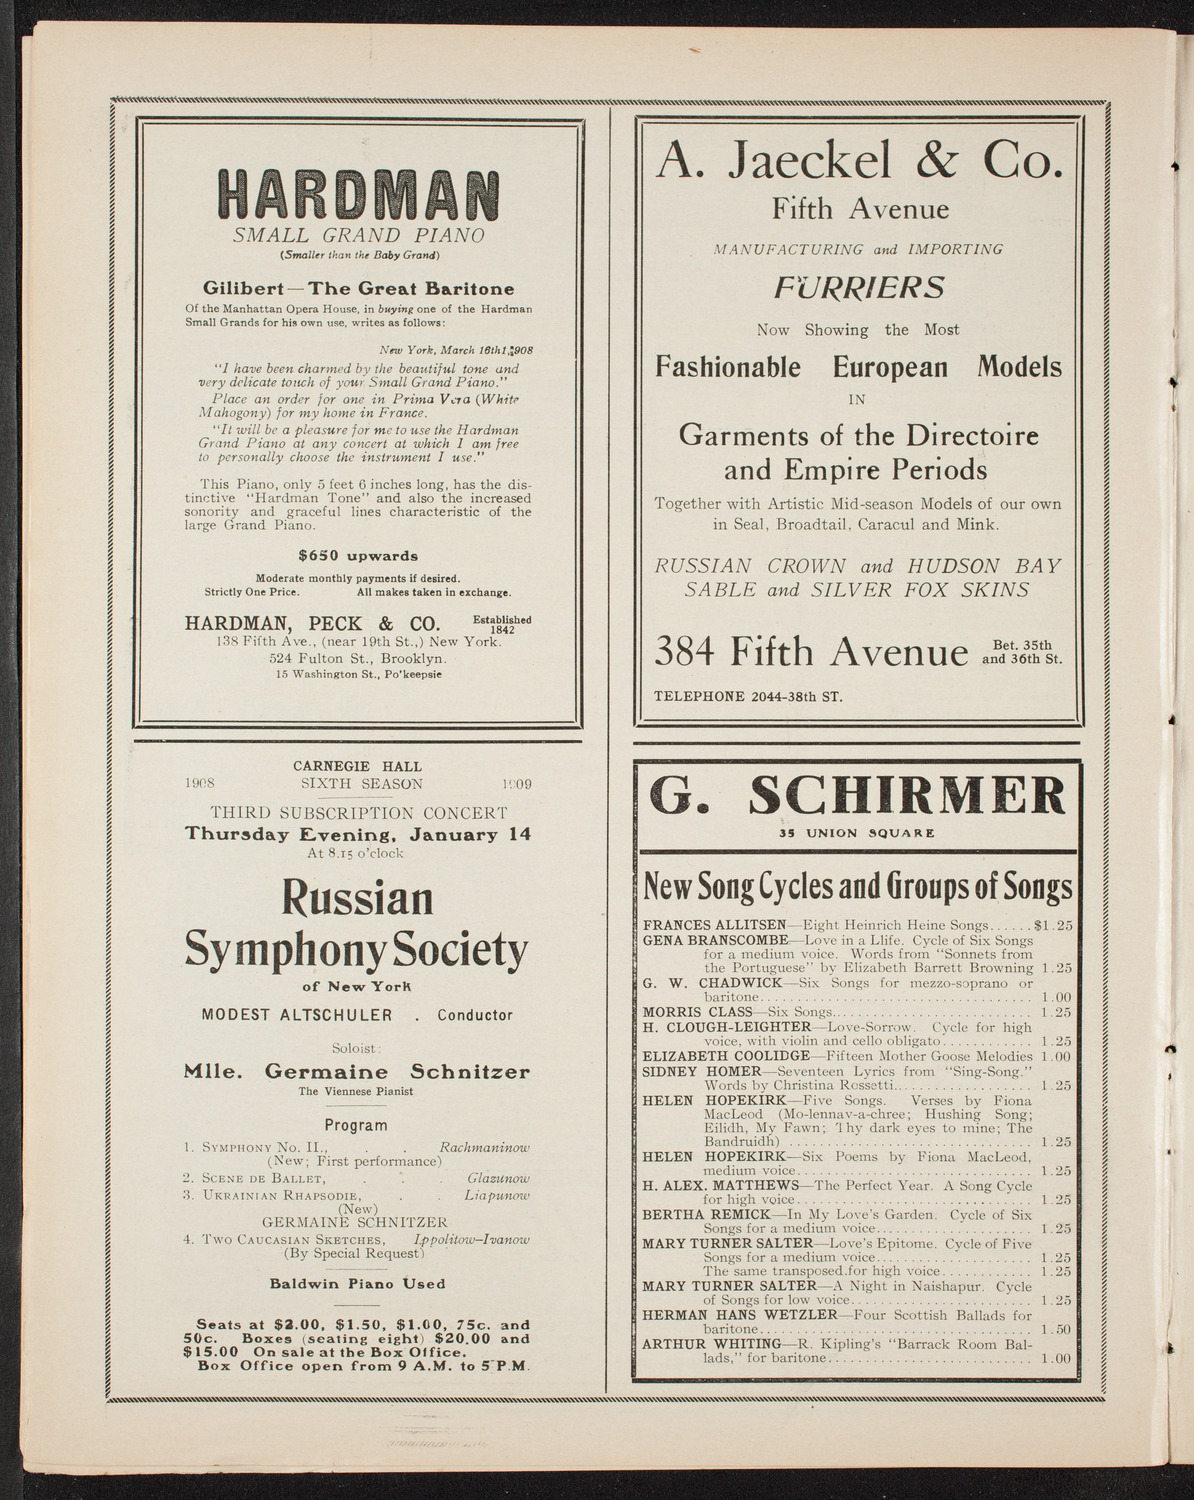 HARDMAN
SMALL GRAND PIANO
(Smaller than the Baby Grand)
Gilibert—The Great Baritone
Of the Manhattan Opera House, in buying one of the Hardman
Small Grands for his own use, writes as follows:
New York, March 16th 1908
"I have been charmed by the beautiful tone and
very delicate touch of your Small Grand Piano."
Place an order for one in Prima Vera (White
Mahogony) for my home in France.
"It will be a pleasure for me to use the Hardman
Grand Piano at any concert at which I am free
to personally choose the instrument I use."
This Piano, only 5 feet 6 inches long, has the dis-
tinctive "Hardman Tone" and also the increased
sonority and graceful lines characteristic of the
large Grand Piano.
$650 upwards
Moderate monthly payments if desired.
Strictly One Price. All makes taken in exchange.
HARDMAN, PECK & CO. Established
1842
138 Fifth Ave., (near 19th St.,) New York.
524 Fulton St., Brooklyn.
15 Washington St., Po'keepsie
CARNEGIE HALL
1908 SIXTH SEASON 1909
THIRD SUBSCRIPTION CONCERT
Thursday Evening, January 14
At 8.15 o'clock
Russian
Symphony Society
of New York
MODEST ALTSCHULER . Conductor
Soloist:
Mlle. Germaine Schnitzer
The Viennese Pianist
Program
1. SYMPHONY NO. II., . . Rachmaninow
(New; First performance)
2. SCENE DE BALLET, . . . Glazunow
3. UKRAINIAN RHAPSODIE, . . Liapunow
(New)
GERMAINE SCHNITZER
4. TWO CAUCASIAN SKETCHES, Ippolitow-Ivanow
(By Special Request)
Baldwin Piano Used
Seats at $2.00, $1.50, $1.00, 75c. and
50c. Boxes (seating eight) $20.00 and
$15.00 On sale at the Box Office.
Box Office open from 9 A.M. to 5 P.M.
A. Jaeckel & Co.
Fifth Avenue
MANUFACTURING and IMPORTING
FURRIERS
Now Showing the Most
Fashionable European Models
IN
Garments of the Directoire
and Empire Periods
Together with Artistic Mid-season Models of our own
in Seal, Broadtail, Caracul and Mink.
RUSSIAN CROWN and HUDSON BAY
SABLE and SILVER FOX SKINS
384 Fifth Avenue Bet. 35th
and 36th St.
TELEPHONE 2044-38th ST.
G. SCHIRMER
35 UNION SQUARE
New Song Cycles and Groups of Songs
FRANCES ALLITSEN—Eight Heinrich Heine Songs......$1.25
GENA BRANSCOMBE—Love in a Llife. Cycle of Six Songs
for a medium voice. Words from "Sonnets from
the Portuguese" by Elizabeth Barrett Browning 1.25
G. W. CHADWICK—Six Songs for mezzo-soprano or
baritone.................................... 1.00
MORRIS CLASS—Six Songs........................... 1.25
H. CLOUGH-LEIGHTER—Love-Sorrow. Cycle for high
voice, with violin and cello obligato............ 1.25
ELIZABETH COOLIDGE—Fifteen Mother Goose Melodies 1.00
SIDNEY HOMER—Seventeen Lyrics from "Sing-Song."
Words by Christina Rossetti.................. 1.25
HELEN HOPEKIRK—Five Songs. Verses by Fiona
MacLeod (Mo-lennav-a-chree; Hushing Song;
Eilidh, My Fawn; Thy dark eyes to mine; The
Bandruidh) ................................ 1.25
HELEN HOPEKIRK—Six Poems by Fiona MacLeod,
medium voice............................... 1.25
H. ALEX. MATTHEWS—The Perfect Year. A Song Cycle
for high voice.............................. 1.25
BERTHA REMICK—In My Love's Garden. Cycle of Six
Songs for a medium voice.................... 1.25
MARY TURNER SALTER—Love's Epitome. Cycle of Five
Songs for a medium voice.................... 1.25
The same transposed.for high voice............ 1.25
MARY TURNER SALTER—A Night in Naishapur. Cycle
of Songs for low voice....................... 1.25
HERMAN HANS WETZLER—Four Scottish Ballads for
baritone.................................... 1.50
ARTHUR WHITING—R. Kipling's "Barrack Room Bal-
lads," for baritone........................... 1.00